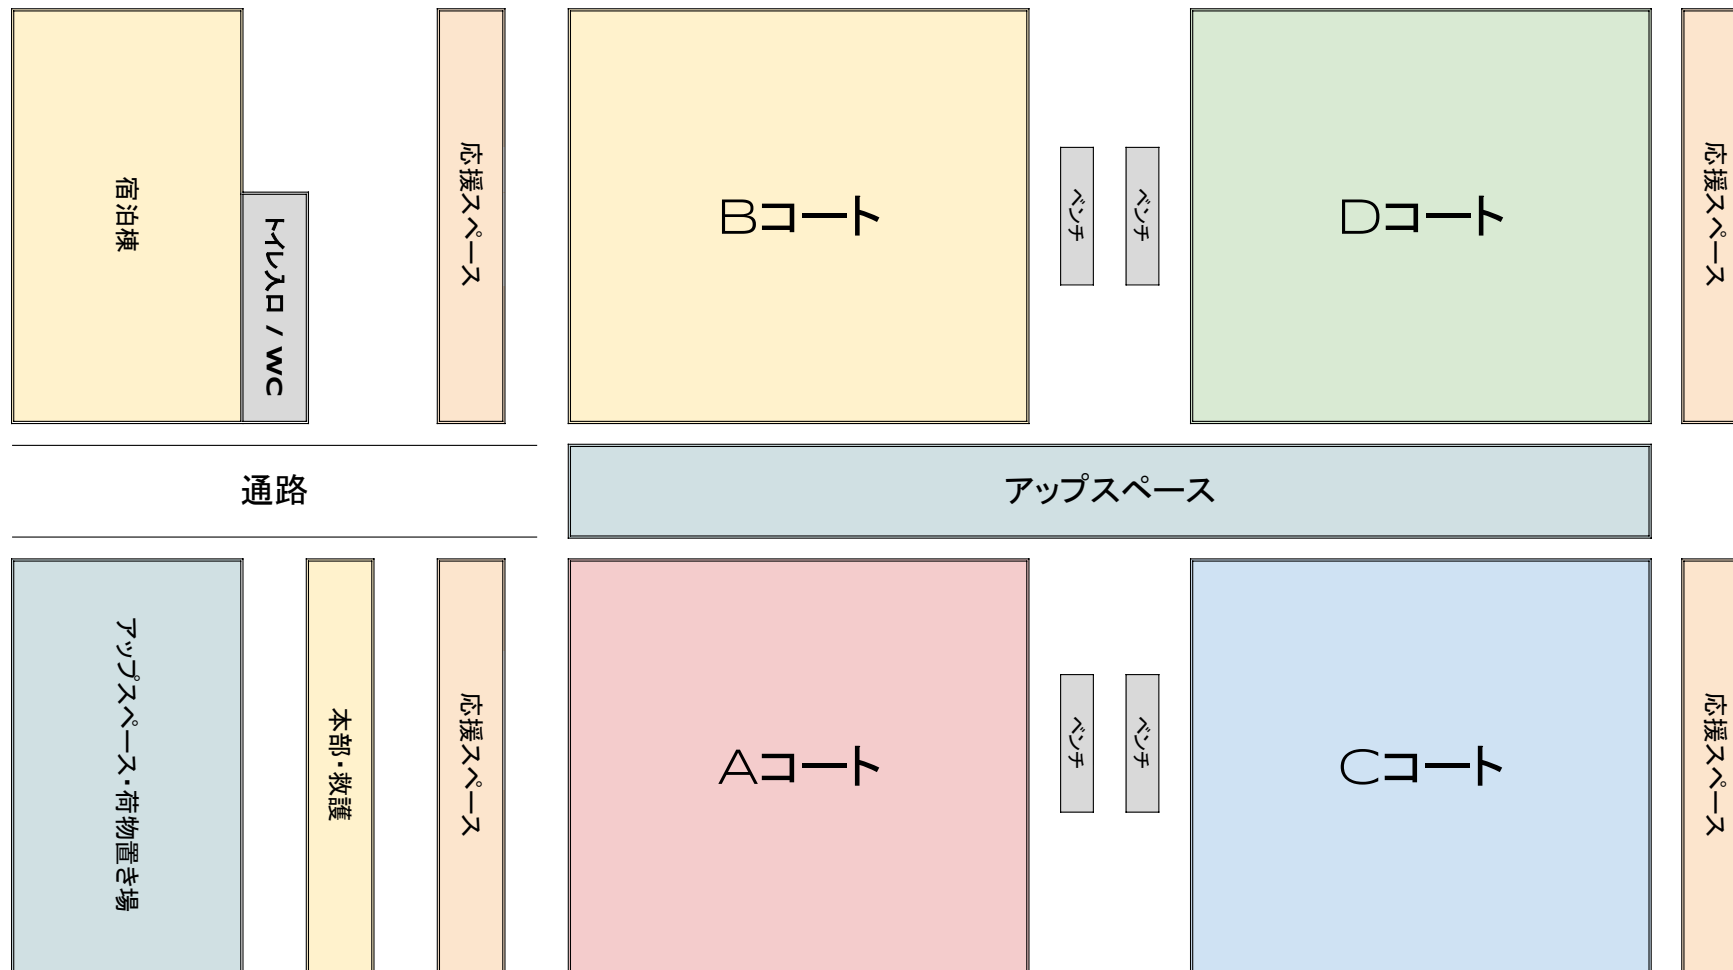 宿泊棟
トイレ入口 / WC
応援スペース
Bコート
ベンチ
ベンチ
Dコート
応援スペース
通路
アップスペース
アップスペース・荷物置き場
本部・救護
応援スペース
Aコート
ベンチ
ベンチ
Cコート
応援スペース